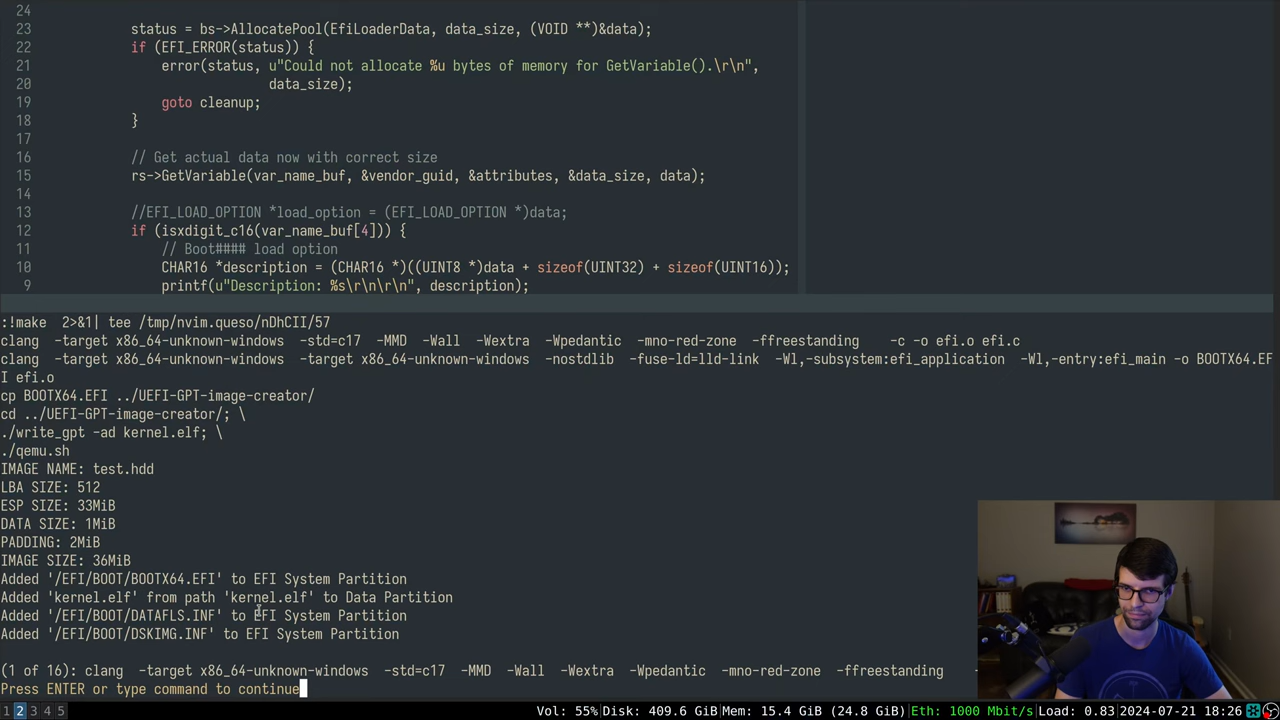 24
23 status = bs->AllocatePool(EfiLoaderData, data_size, (VOID **)&data);
22 if (EFI_ERROR(status)) {
21 error(status, u"Could not allocate %u bytes of memory for GetVariable().\r\n",
20 data_size);
19 goto cleanup;
18 }
17
16 // Get actual data now with correct size
15 rs->GetVariable(var_name_buf, &vendor_guid, &attributes, &data_size, data);
14
13 //EFI_LOAD_OPTION *load_option = (EFI_LOAD_OPTION *)data;
12 if (isxdigit_c16(var_name_buf[4])) {
11 // Boot#### load option
10 CHAR16 *description = (CHAR16 *)((UINT8 *)data + sizeof(UINT32) + sizeof(UINT16));
9 printf(u"Description: %s\r\n\r\n", description);
:!make  2>&1| tee /tmp/nvim.queso/nDhCII/57
clang  -target x86_64-unknown-windows  -std=c17  -MMD  -Wall  -Wextra  -Wpedantic  -mno-red-zone  -ffreestanding    -c -o efi.o efi.c
clang  -target x86_64-unknown-windows  -target x86_64-unknown-windows  -nostdlib  -fuse-ld=lld-link  -Wl,-subsystem:efi_application  -Wl,-entry:efi_main -o BOOTX64.EF
I efi.o
cp BOOTX64.EFI ../UEFI-GPT-image-creator/
cd ../UEFI-GPT-image-creator/; \
./write_gpt -ad kernel.elf; \
./qemu.sh
IMAGE NAME: test.hdd
LBA SIZE: 512
ESP SIZE: 33MiB
DATA SIZE: 1MiB
PADDING: 2MiB
IMAGE SIZE: 36MiB
Added '/EFI/BOOT/BOOTX64.EFI' to EFI System Partition
Added 'kernel.elf' from path 'kernel.elf' to Data Partition
Added '/EFI/BOOT/DATAFLS.INF' to EFI System Partition
Added '/EFI/BOOT/DSKIMG.INF' to EFI System Partition
(1 of 16): clang  -target x86_64-unknown-windows  -std=c17  -MMD  -Wall  -Wextra  -Wpedantic  -mno-red-zone  -ffreestanding
Press ENTER or type command to continue
1 2 3 4 5 Vol: 55% Disk: 409.6 GiB Mem: 15.4 GiB (24.8 GiB) Eth: 1000 Mbit/s Load: 0.83 2024-07-21 18:26